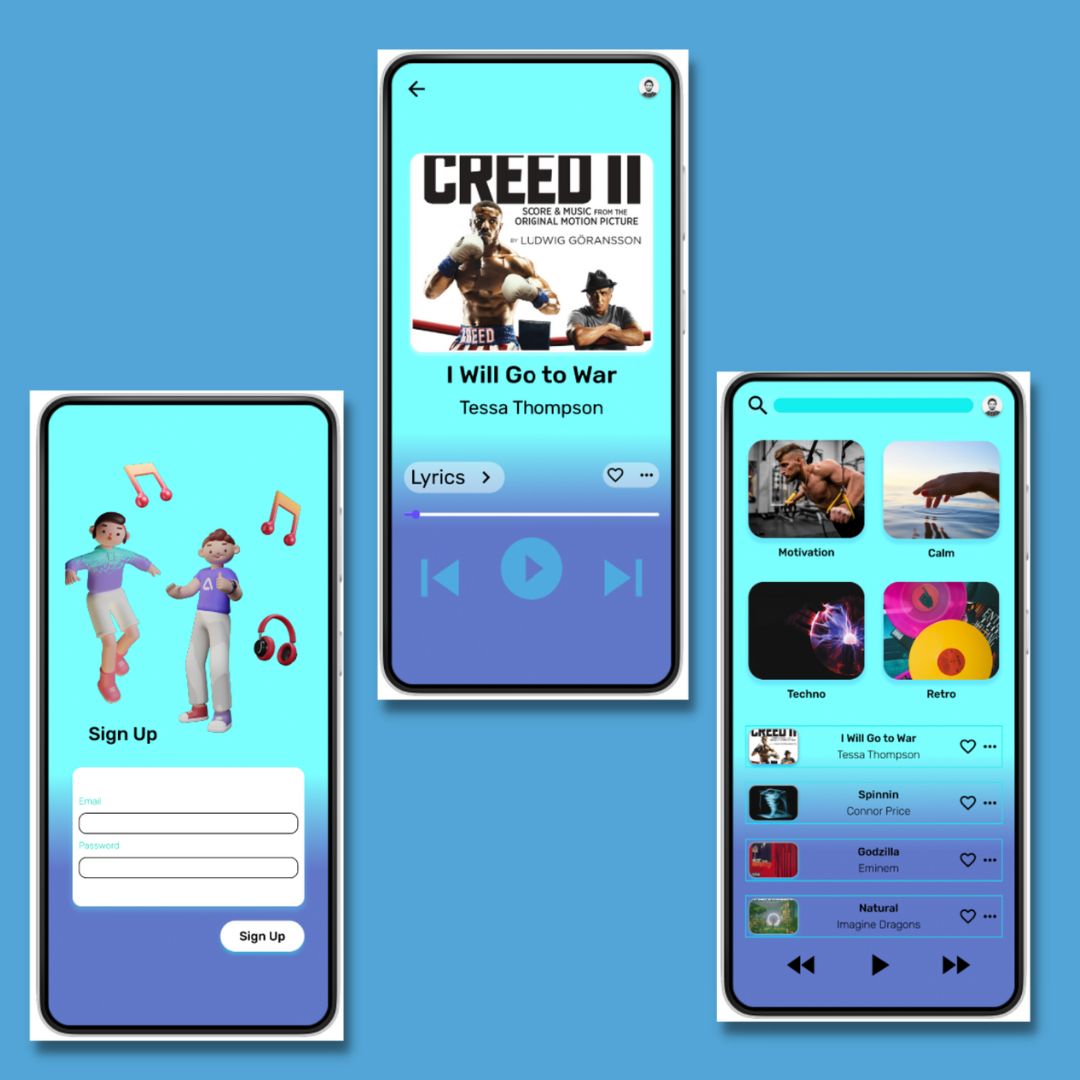 CREED II
SCORE & MUSIC FROM THE
ORIGINAL MOTION PICTURE
BY LUDWIG GÖRANSSON
CREED
I Will Go to War
Tessa Thompson
Lyrics
Sign Up
Email
Password
Sign Up
Motivation
Calm
Techno
Retro
CREED II
I Will Go to War
Tessa Thompson
Spinnin
Connor Price
Godzilla
Eminem
Natural
Imagine Dragons